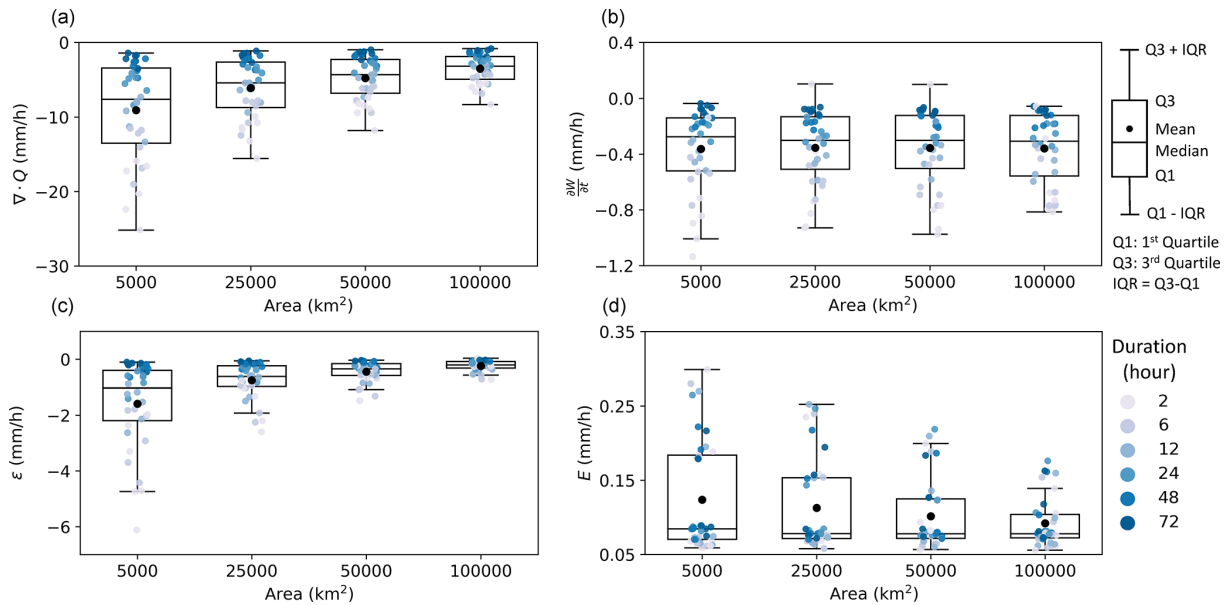 (a)
0
−10
−20
−30
∇ · Q (mm/h)
5000 25000 50000 100000
Area (km²)
(b)
0.4
0.0
−0.4
−0.8
−1.2
∂W/∂t (mm/h)
5000 25000 50000 100000
Area (km²)
Q3 + IQR
Q3
Mean
Median
Q1
Q1 - IQR
Q1: 1st Quartile
Q3: 3rd Quartile
IQR = Q3-Q1
(c)
0
−2
−4
−6
ε (mm/h)
5000 25000 50000 100000
Area (km²)
(d)
0.35
0.25
0.15
0.05
E (mm/h)
5000 25000 50000 100000
Area (km²)
Duration
(hour)
2
6
12
24
48
72